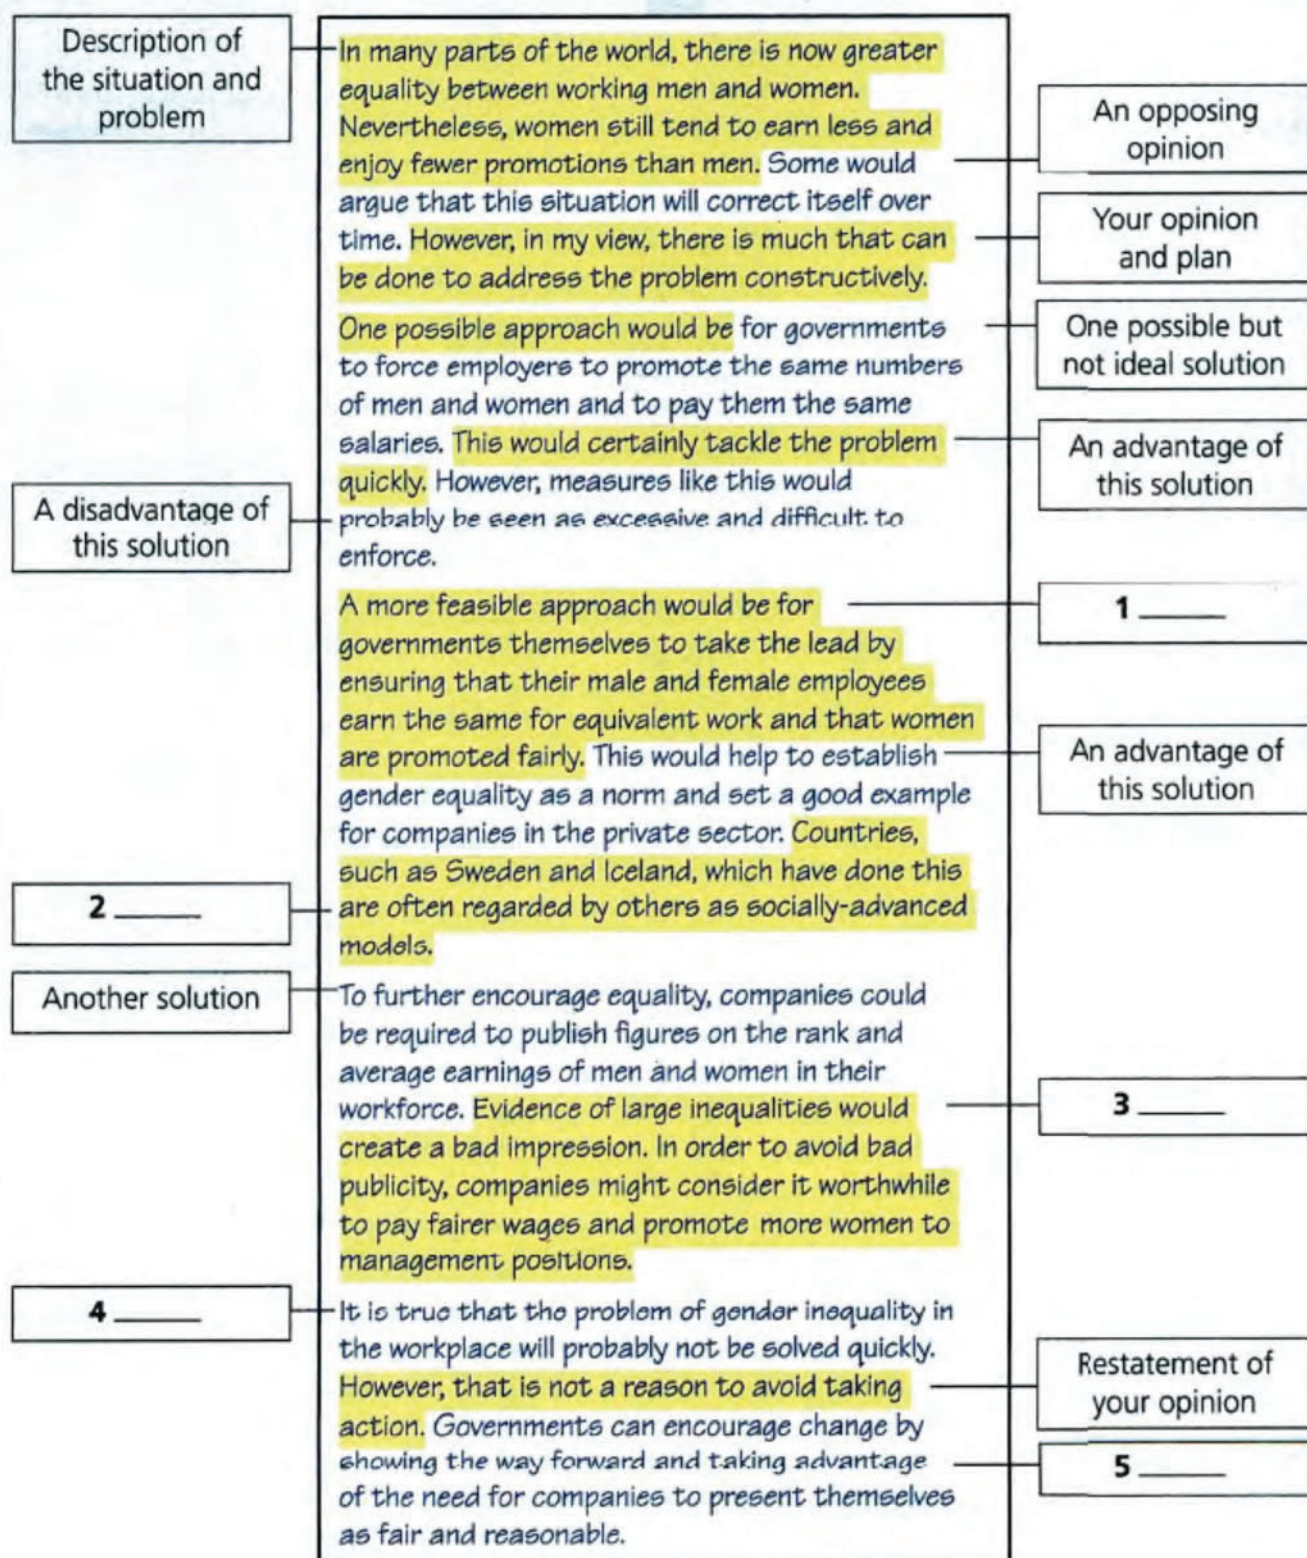 Description of
the situation and
problem
In many parts of the world, there is now greater
equality between working men and women.
Nevertheless, women still tend to earn less and
enjoy fewer promotions than men. Some would
argue that this situation will correct itself over
time. However, in my view, there is much that can
be done to address the problem constructively.
An opposing
opinion
Your opinion
and plan
One possible approach would be for governments
to force employers to promote the same numbers
of men and women and to pay them the same
salaries. This would certainly tackle the problem
quickly. However, measures like this would
probably be seen as excessive and difficult to
enforce.
One possible but
not ideal solution
An advantage of
this solution
A disadvantage of
this solution
A more feasible approach would be for
governments themselves to take the lead by
ensuring that their male and female employees
earn the same for equivalent work and that women
are promoted fairly. This would help to establish
gender equality as a norm and set a good example
for companies in the private sector. Countries,
such as Sweden and Iceland, which have done this
are often regarded by others as socially-advanced
models.
1 ______
An advantage of
this solution
2 ______
Another solution
To further encourage equality, companies could
be required to publish figures on the rank and
average earnings of men and women in their
workforce. Evidence of large inequalities would
create a bad impression. In order to avoid bad
publicity, companies might consider it worthwhile
to pay fairer wages and promote more women to
management positions.
3 ______
4 ______
It is true that the problem of gender inequality in
the workplace will probably not be solved quickly.
However, that is not a reason to avoid taking
action. Governments can encourage change by
showing the way forward and taking advantage
of the need for companies to present themselves
as fair and reasonable.
Restatement of
your opinion
5 ______